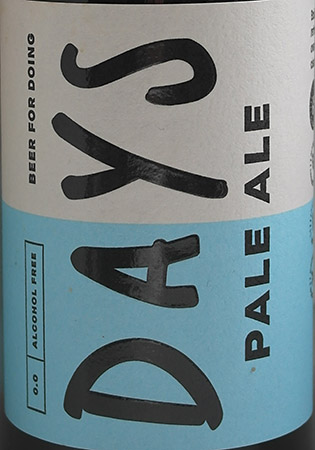 BEER FOR DOING
0.0 ALCOHOL FREE
DAYS
PALE ALE